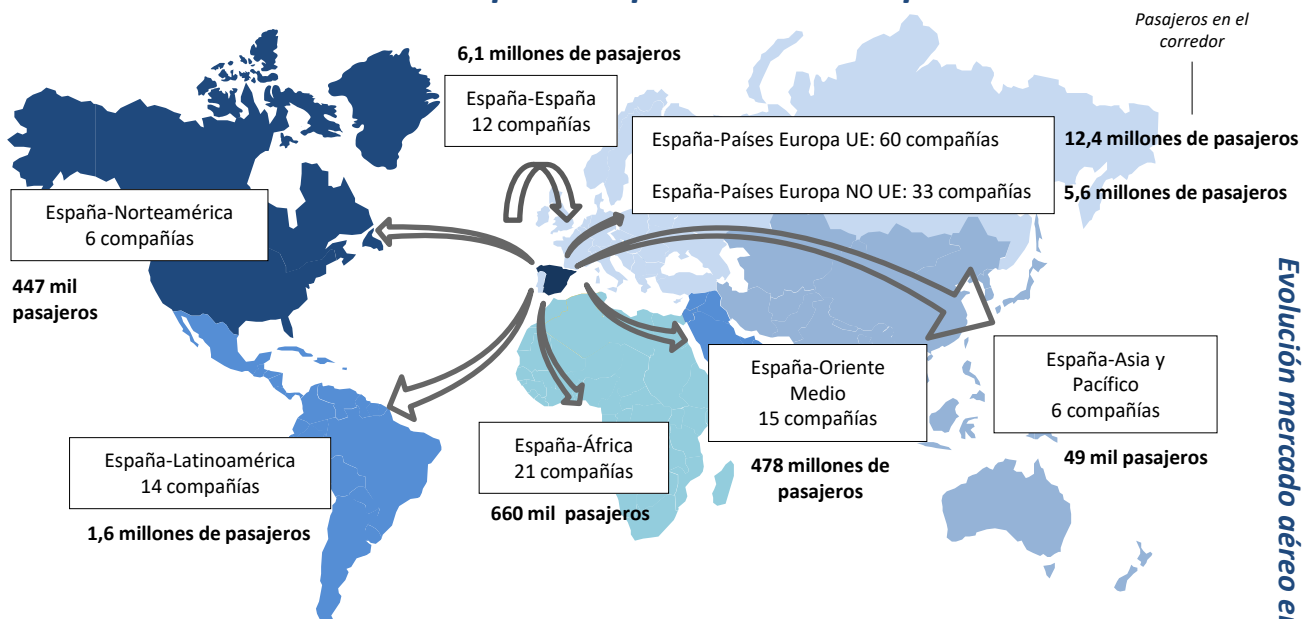 Pasajeros en el
corredor
6,1 millones de pasajeros
España-España
12 compañías
España-Países Europa UE: 60 compañías
12,4 millones de pasajeros
España-Países Europa NO UE: 33 compañías
5,6 millones de pasajeros
España-Norteamérica
6 compañías
447 mil
pasajeros
España-Oriente
Medio
15 compañías
478 millones de
pasajeros
España-Asia y
Pacífico
6 compañías
49 mil pasajeros
España-África
21 compañías
660 mil pasajeros
España-Latinoamérica
14 compañías
1,6 millones de pasajeros
Evolución mercado aéreo